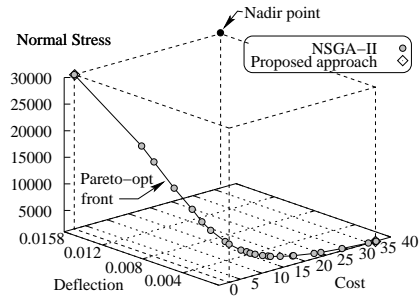 Nadir point
Normal Stress
NSGA−II
Proposed approach
30000
25000
20000
15000
10000
5000
Pareto−opt
front
0.0158
0.012
0.008
0.004
Deflection
0
5
10
15
20
25
30
35
40
Cost